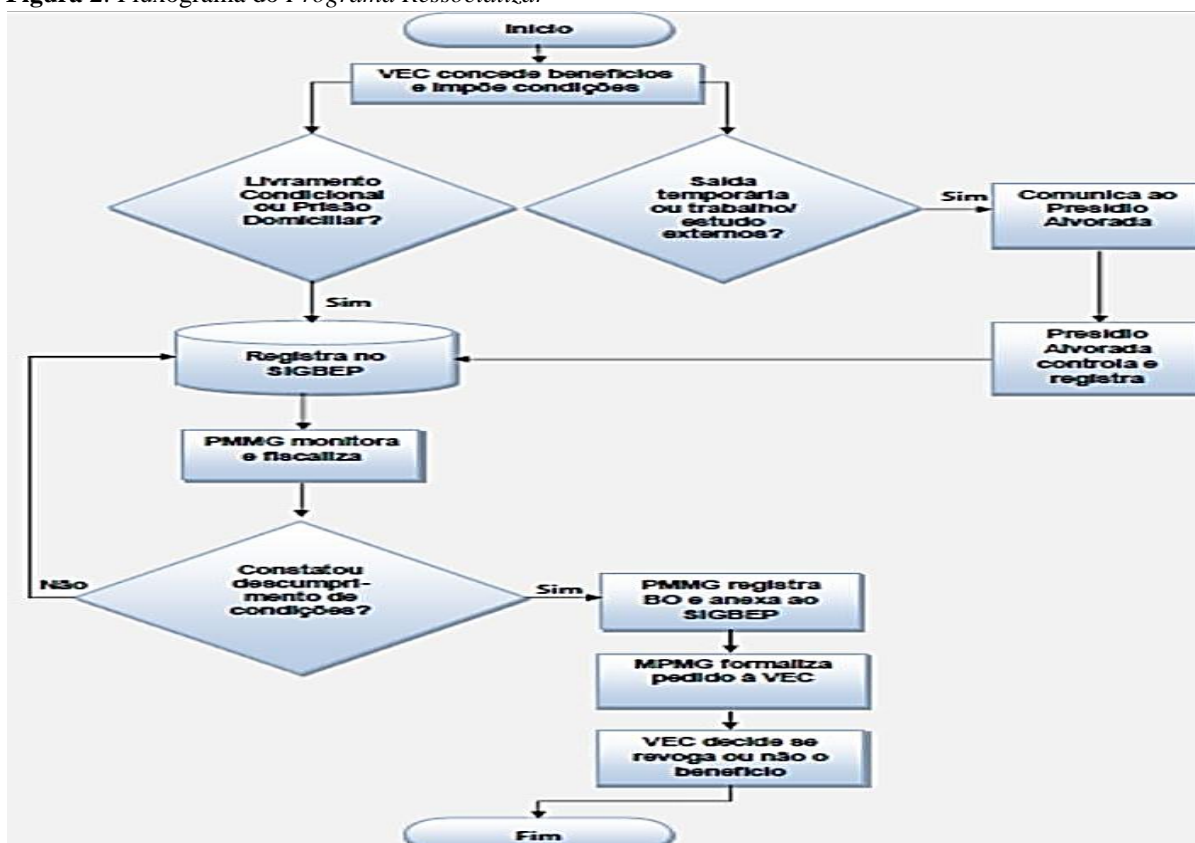 Figura 2: Fluxograma do Programa Ressocializar
Início
VEC concede benefícios
e impõe condições
Livramento
Condicional
ou Prisão
Domiciliar?
Saída
temporária
ou trabalho/
estudo
externos?
Sim
Comunica ao
Presídio
Alvorada
Sim
Registra no
SIGBEP
Presídio
Alvorada
controla e
registra
PMMG monitora
e fiscaliza
Não
Constatou
descumpri-
mento de
condições?
Sim
PMMG registra
BO e anexa ao
SIGBEP
MPMG formaliza
pedido à VEC
VEC decide se
revoga ou não o
benefício
Fim